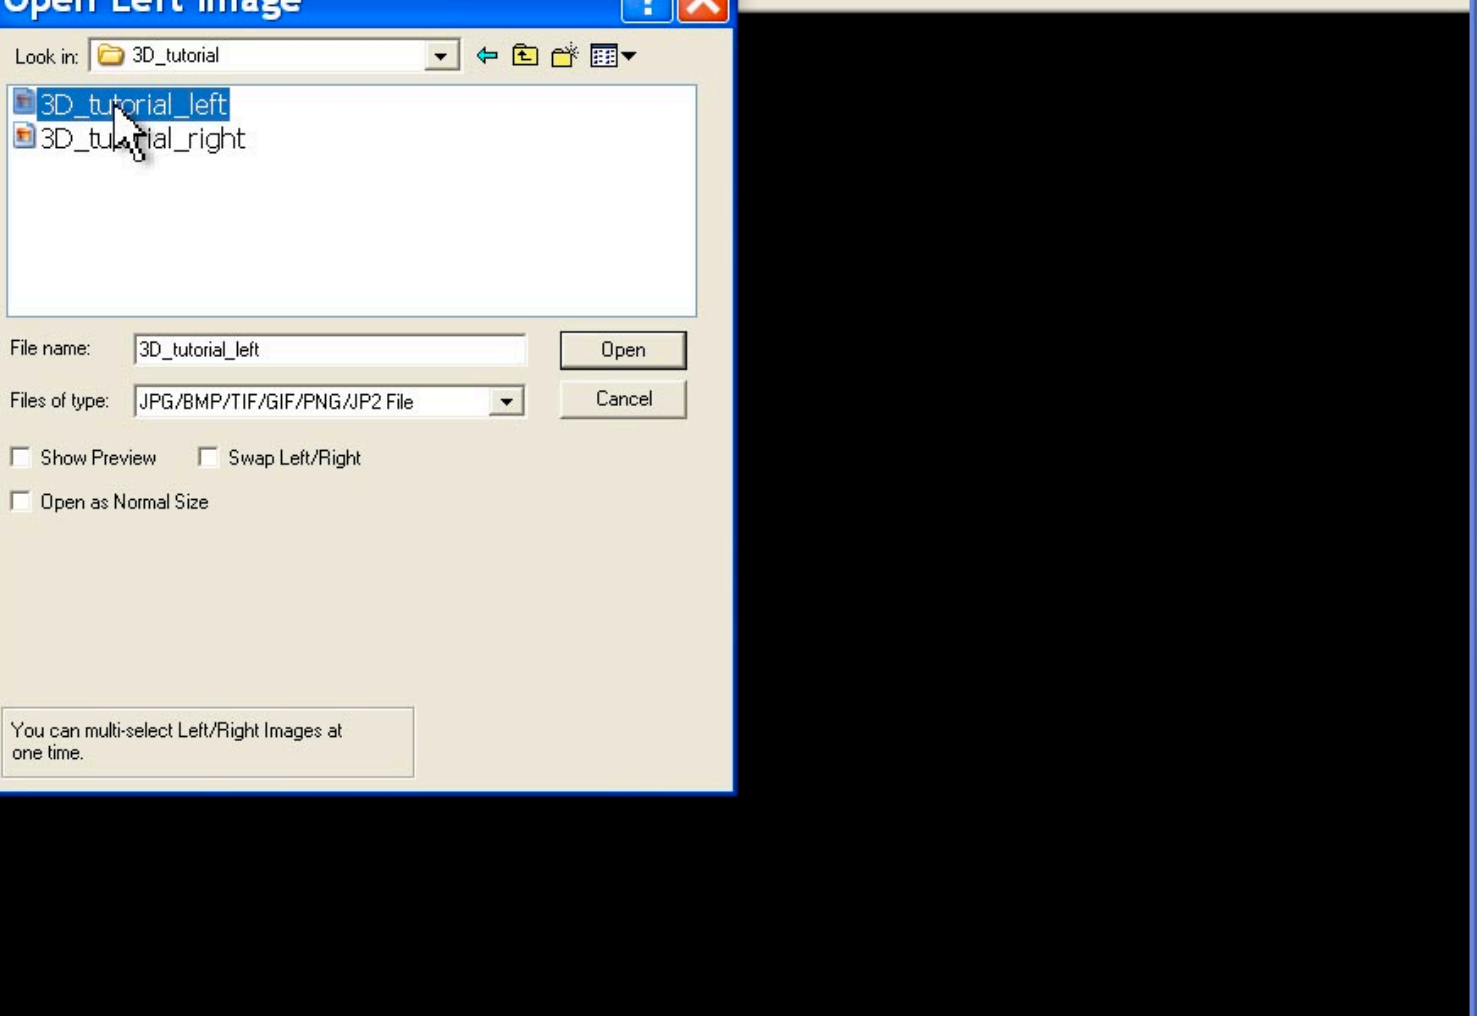 Open Left Image
Look in: 3D_tutorial
3D_tutorial_left
3D_tutorial_right
File name: 3D_tutorial_left Open
Files of type: JPG/BMP/TIF/GIF/PNG/JP2 File Cancel
Show Preview Swap Left/Right
Open as Normal Size
You can multi-select Left/Right Images at
one time.